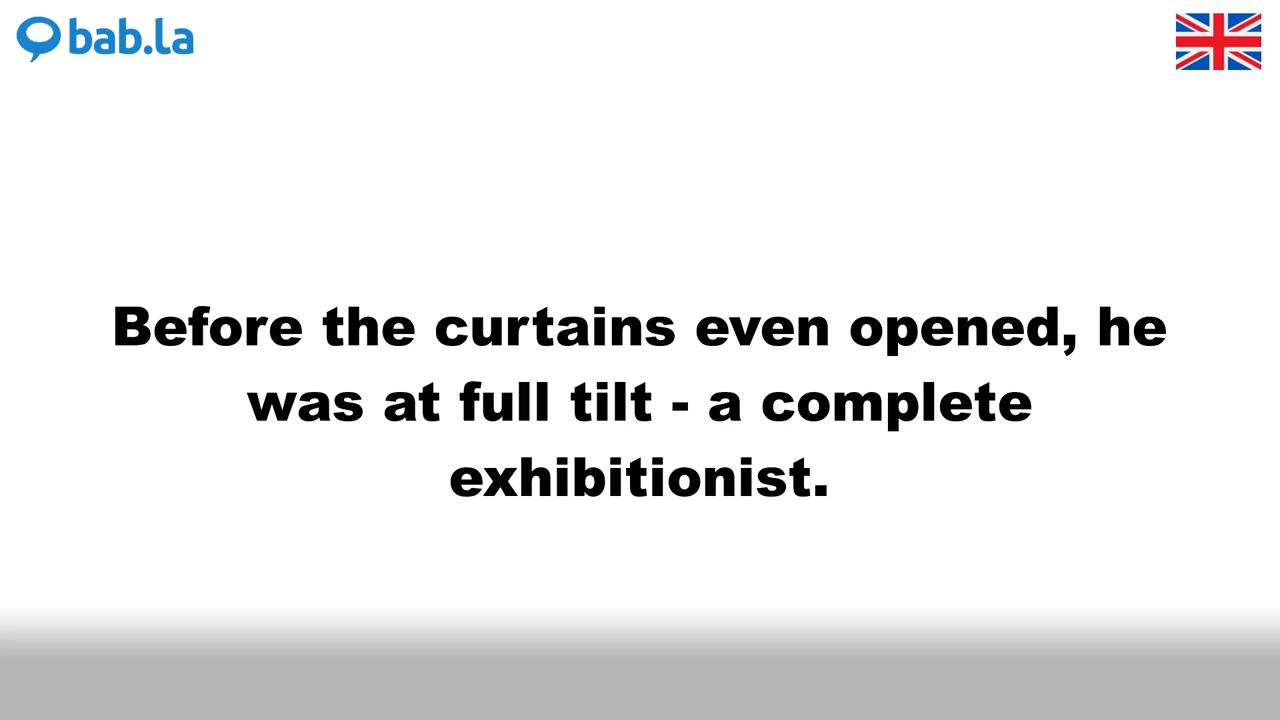 bab.la
Before the curtains even opened, he
was at full tilt - a complete
exhibitionist.